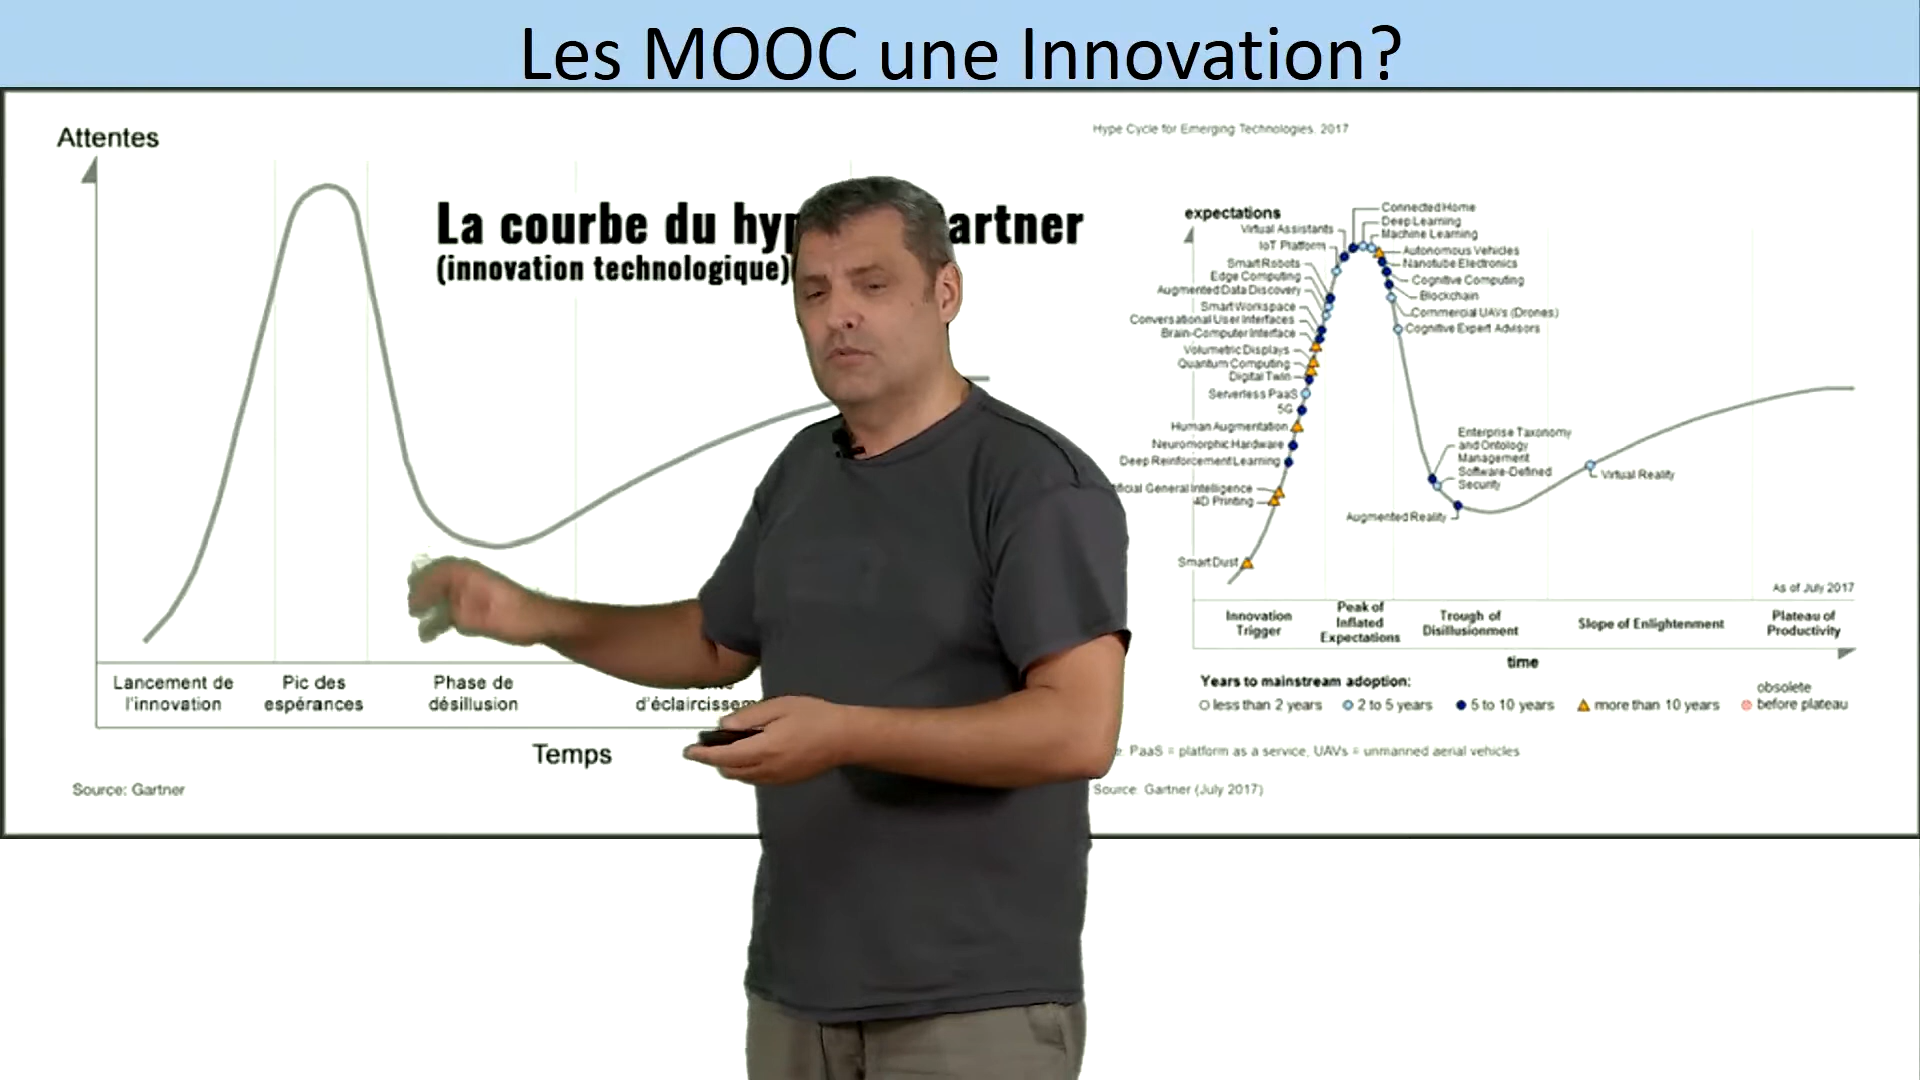 Les MOOC une Innovation?
Attentes
La courbe du hyp artner
(innovation technologique)
Lancement de
l'innovation
Pic des
espérances
Phase de
désillusion
d'éclaircissem
Temps
Source: Gartner
Hype Cycle for Emerging Technologies, 2017
expectations
Connected Home
Deep Learning
Machine Learning
Autonomous Vehicles
Nanotube Electronics
Cognitive Computing
Blockchain
Commercial UAVs (Drones)
Cognitive Expert Advisors
Virtual Assistants
IoT Platform
Smart Robots
Edge Computing
Augmented Data Discovery
Smart Workspace
Conversational User Interfaces
Brain-Computer Interface
Volumetric Displays
Quantum Computing
Digital Twin
Serverless PaaS
5G
Human Augmentation
Neuromorphic Hardware
Deep Reinforcement Learning
ificial General Intelligence
4D Printing
Smart Dust
Enterprise Taxonomy
and Ontology
Management
Software-Defined
Security
Augmented Reality
Virtual Reality
As of July 2017
Innovation
Trigger
Peak of
Inflated
Expectations
Trough of
Disillusionment
Slope of Enlightenment
Plateau of
Productivity
time
Years to mainstream adoption:
less than 2 years
2 to 5 years
5 to 10 years
more than 10 years
obsolete
before plateau
PaaS = platform as a service, UAVs = unmanned aerial vehicles
Source: Gartner (July 2017)